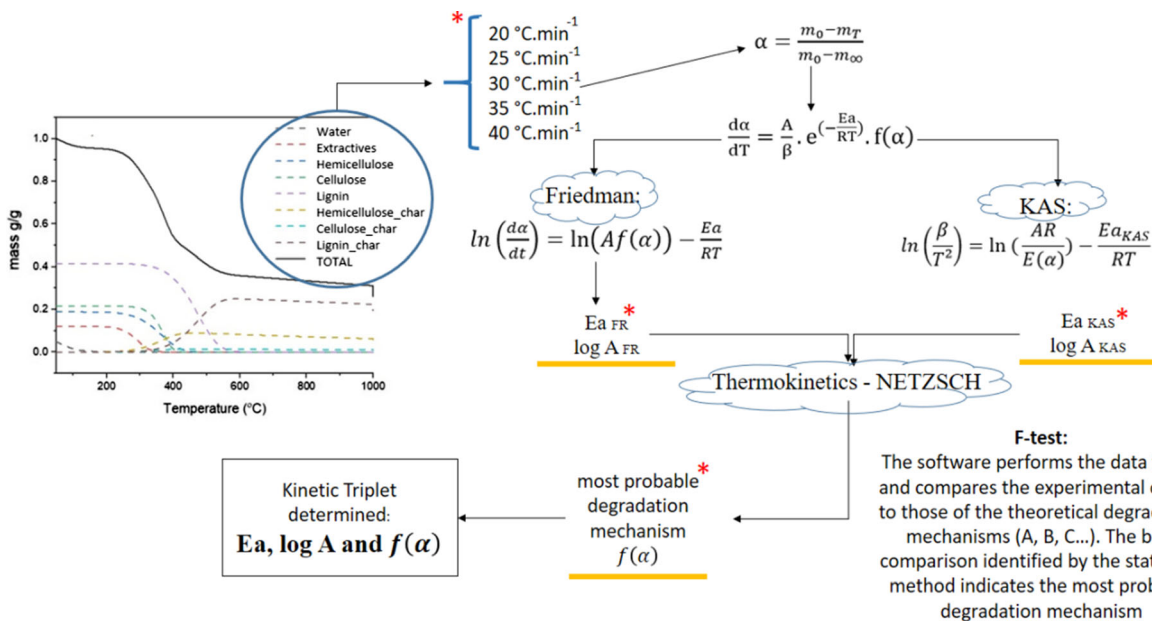 *
20 °C.min⁻¹
25 °C.min⁻¹
30 °C.min⁻¹
35 °C.min⁻¹
40 °C.min⁻¹
α = (m₀−m_T)/(m₀−m∞)
dα/dT = A/β . e^(−Ea/RT) . f(α)
1.0
0.8
0.6
0.4
0.2
0.0
mass g/g
200
400
600
800
1000
Temperature (°C)
Water
Extractives
Hemicellulose
Cellulose
Lignin
Hemicellulose_char
Cellulose_char
Lignin_char
TOTAL
Friedman:
ln(dα/dt) = ln(Af(α)) − Ea/RT
KAS:
ln(β/T²) = ln (AR/E(α)) − Ea_KAS/RT
Ea FR*
log A FR
Ea KAS*
log A KAS
Thermokinetics - NETZSCH
most probable*
degradation
mechanism
f(α)
Kinetic Triplet
determined:
Ea, log A and f(α)
F-test:
The software performs the data
and compares the experimental
to those of the theoretical
mechanisms (A, B, C...). The
comparison identified by the
method indicates the most
degradation mechanism